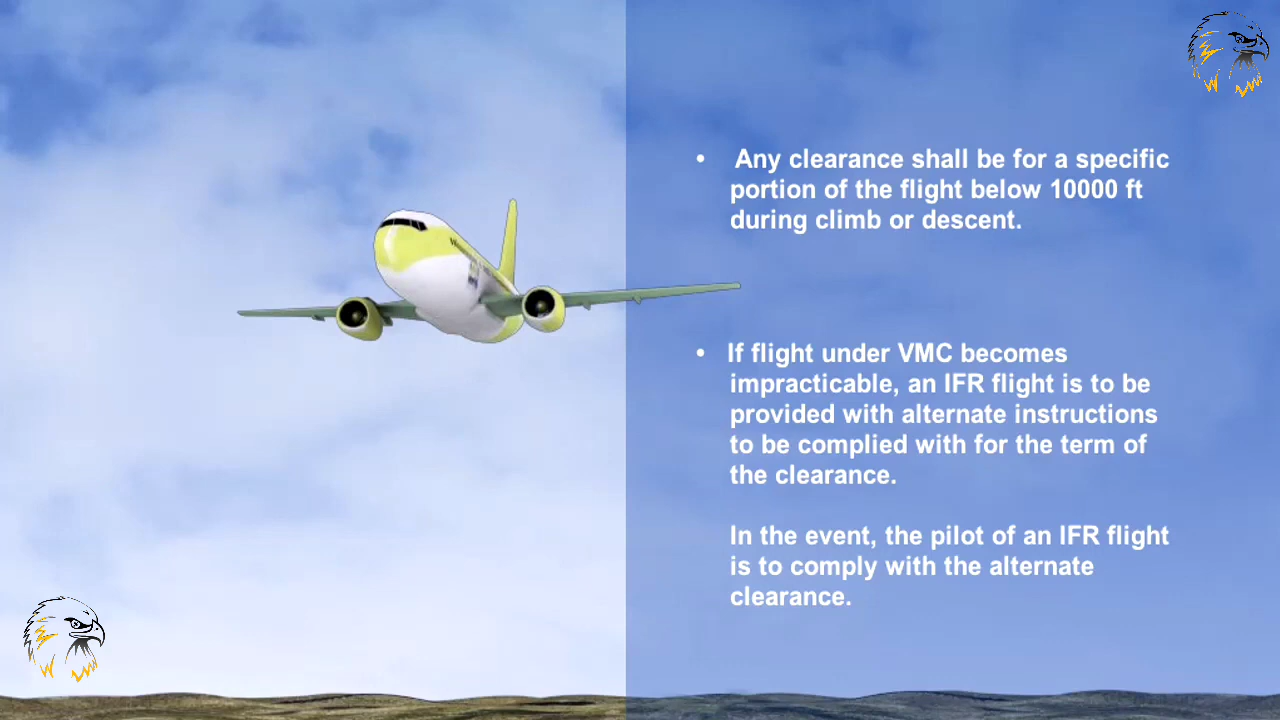 • Any clearance shall be for a specific
portion of the flight below 10000 ft
during climb or descent.
• If flight under VMC becomes
impracticable, an IFR flight is to be
provided with alternate instructions
to be complied with for the term of
the clearance.
In the event, the pilot of an IFR flight
is to comply with the alternate
clearance.